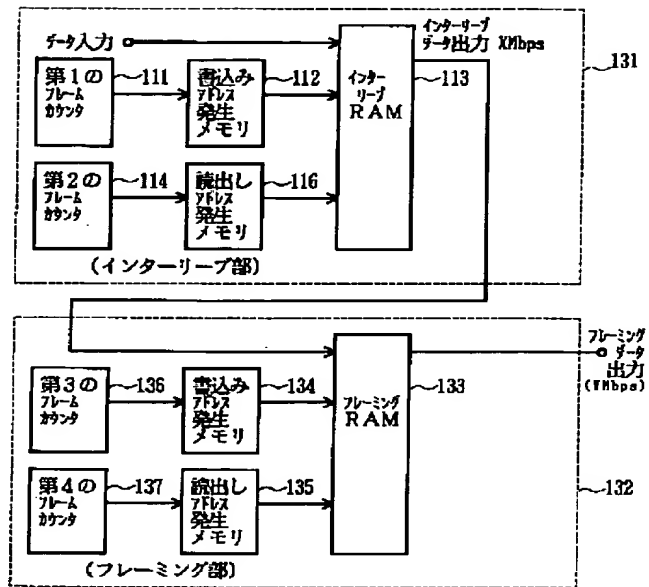 データ入力
インターリーブ
データ出力 XMbps
131
第1の
フレーム
カウンタ
111
書込み
アドレス
発生
メモリ
112
インター
リーブ
RAM
113
第2の
フレーム
カウンタ
114
読出し
アドレス
発生
メモリ
116
(インターリーブ部)
フレーミング
データ
出力
(YMbps)
第3の
フレーム
カウンタ
136
書込み
アドレス
発生
メモリ
134
フレーミング
RAM
133
第4の
フレーム
カウンタ
137
読出し
アドレス
発生
メモリ
135
132
(フレーミング部)